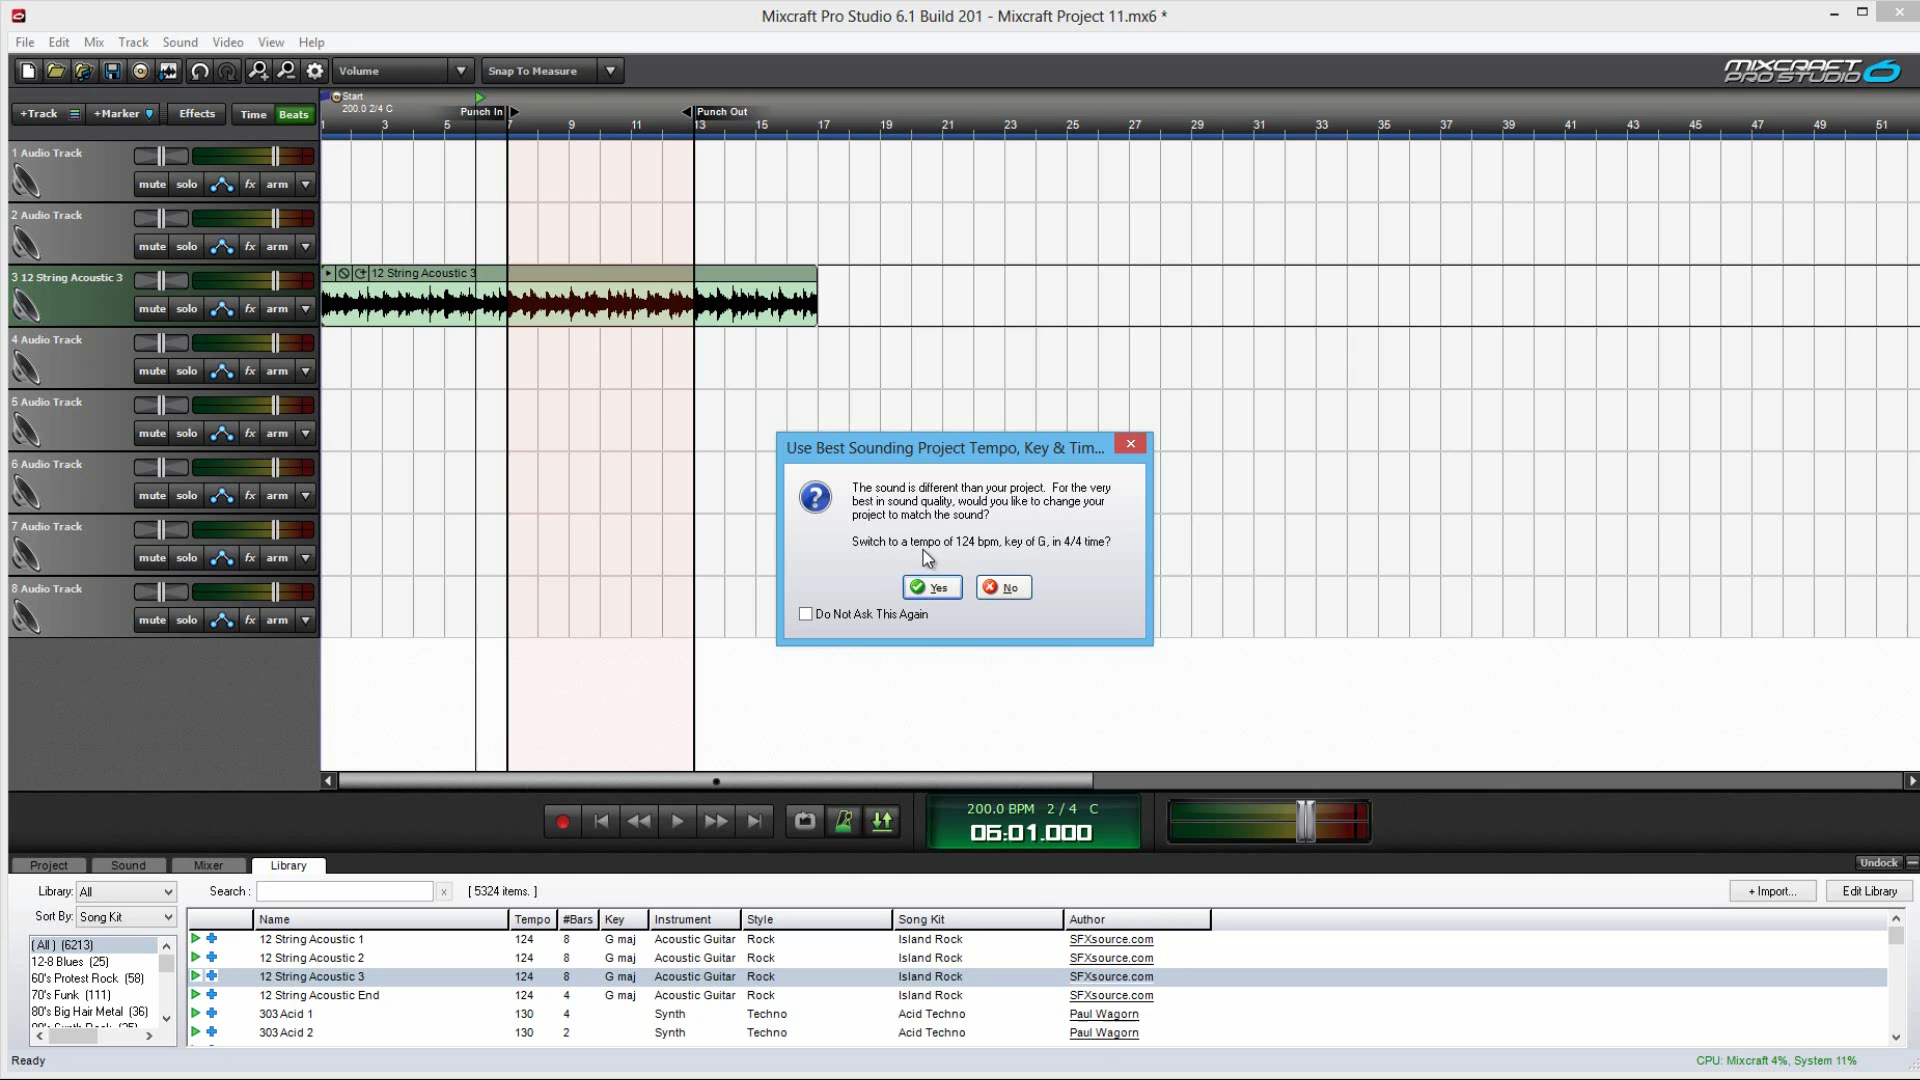 Mixcraft Pro Studio 6.1 Build 201 - Mixcraft Project 11.mx6 *
File Edit Mix Track Sound Video View Help
Volume Snap To Measure MIXCRAFT PRO STUDIO 6
Start
200.0 2/4 C
Punch In Punch Out
+Track +Marker Effects Time Beats
1 3 5 7 9 11 13 15 17 19 21 23 25 27 29 31 33 35 37 39 41 43 45 47 49 51
1 Audio Track
mute solo fx arm
2 Audio Track
mute solo fx arm
3 12 String Acoustic 3
12 String Acoustic 3
mute solo fx arm
4 Audio Track
mute solo fx arm
5 Audio Track
mute solo fx arm
6 Audio Track
mute solo fx arm
7 Audio Track
mute solo fx arm
8 Audio Track
mute solo fx arm
Use Best Sounding Project Tempo, Key & Tim...
The sound is different than your project. For the very
best in sound quality, would you like to change your
project to match the sound?
Switch to a tempo of 124 bpm, key of G, in 4/4 time?
Yes No
Do Not Ask This Again
200.0 BPM 2 / 4 C
06:01.000
Project Sound Mixer Library Undock
Library: All Search : x [ 5324 items. ] + Import... Edit Library
Sort By: Song Kit
Name Tempo #Bars Key Instrument Style Song Kit Author
( All ) (6213)
12-8 Blues (25)
60's Protest Rock (58)
70's Funk (111)
80's Big Hair Metal (36)
12 String Acoustic 1 124 8 G maj Acoustic Guitar Rock Island Rock SFXsource.com
12 String Acoustic 2 124 8 G maj Acoustic Guitar Rock Island Rock SFXsource.com
12 String Acoustic 3 124 8 G maj Acoustic Guitar Rock Island Rock SFXsource.com
12 String Acoustic End 124 4 G maj Acoustic Guitar Rock Island Rock SFXsource.com
303 Acid 1 130 4 Synth Techno Acid Techno Paul Wagorn
303 Acid 2 130 2 Synth Techno Acid Techno Paul Wagorn
Ready CPU: Mixcraft 4%, System 11%